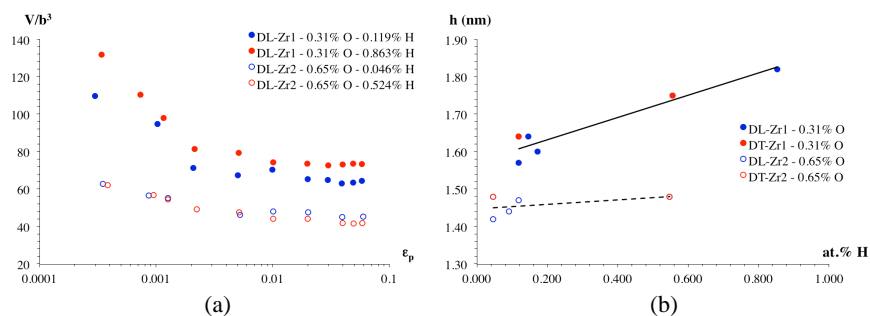 V/b³
140
120
100
80
60
40
20
0.0001
0.001
0.01
0.1
εp
DL-Zr1 - 0.31% O - 0.119% H
DL-Zr1 - 0.31% O - 0.863% H
DL-Zr2 - 0.65% O - 0.046% H
DL-Zr2 - 0.65% O - 0.524% H
(a)
h (nm)
1.90
1.80
1.70
1.60
1.50
1.40
1.30
0.000
0.200
0.400
0.600
0.800
1.000
at.% H
DL-Zr1 - 0.31% O
DT-Zr1 - 0.31% O
DL-Zr2 - 0.65% O
DT-Zr2 - 0.65% O
(b)